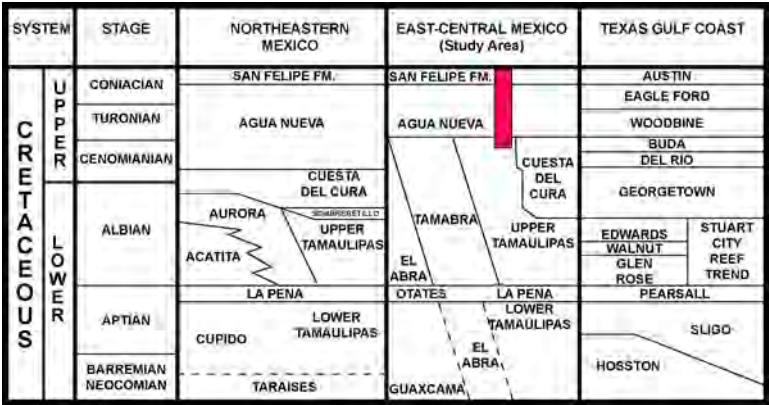 SYSTEM
STAGE
NORTHEASTERN
MEXICO
EAST-CENTRAL MEXICO
(Study Area)
TEXAS GULF COAST
CRETACEOUS
UPPER
LOWER
CONIACIAN
TURONIAN
CENOMIANIAN
ALBIAN
APTIAN
BARREMIAN
NEOCOMIAN
SAN FELIPE FM.
AGUA NUEVA
CUESTA
DEL CURA
AURORA
UPPER
TAMAULIPAS
ACATITA
LA PENA
LOWER
TAMAULIPAS
CUPIDO
TARAISES
SAN FELIPE FM.
AGUA NUEVA
CUESTA
DEL
CURA
TAMABRA
UPPER
TAMAULIPAS
EL
ABRA
OTATES
LA PENA
LOWER
TAMAULIPAS
EL
ABRA
GUAXCAMA
AUSTIN
EAGLE FORD
WOODBINE
BUDA
DEL RIO
GEORGETOWN
EDWARDS
WALNUT
GLEN
ROSE
STUART
CITY
REEF
TREND
PEARSALL
SLIGO
HOSSTON